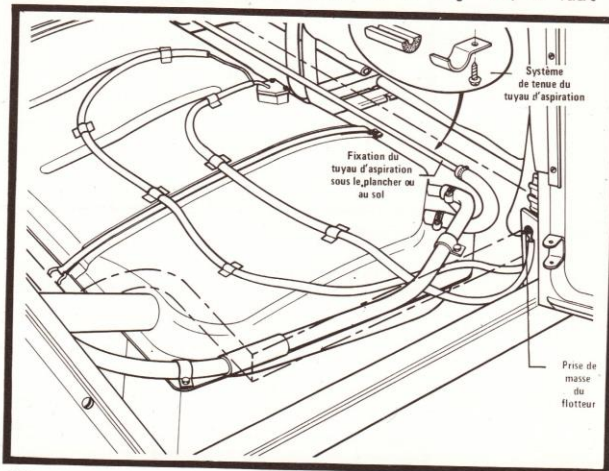 Système
de tenue du
tuyau d'aspiration
Fixation du
tuyau d'aspiration
sous le plancher ou
au sol
Prise de
masse
du
flotteur